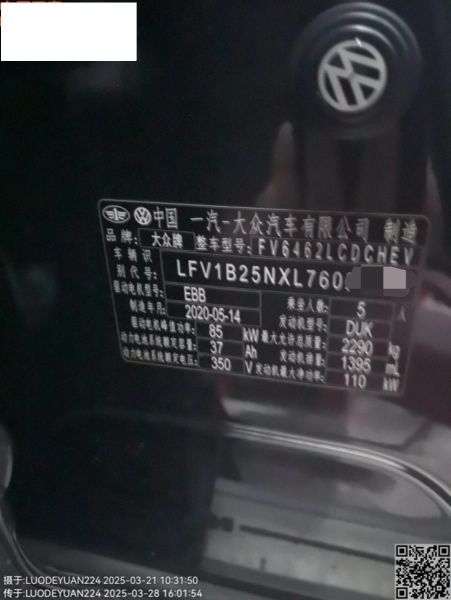 中国 一汽-大众汽车有限公司 制造
品牌: 大众牌 整车型号: FV6462LCDCHEV
车辆识别代号: LFV1B25NXL760
驱动电机型号: EBB 乘坐人数: 5 人
制造年月: 2020-05-14 发动机型号: DUK
驱动电机峰值功率: 85 kW 最大允许总质量: 2290 kg
动力电池系统额定容量: 37 Ah 发动机排量: 1395 mL
动力电池系统额定电压: 350 V 发动机最大净功率: 110 kW
摄于:LUODEYUAN224 2025-03-21 10:31:50
传于:LUODEYUAN224 2025-03-28 16:01:54